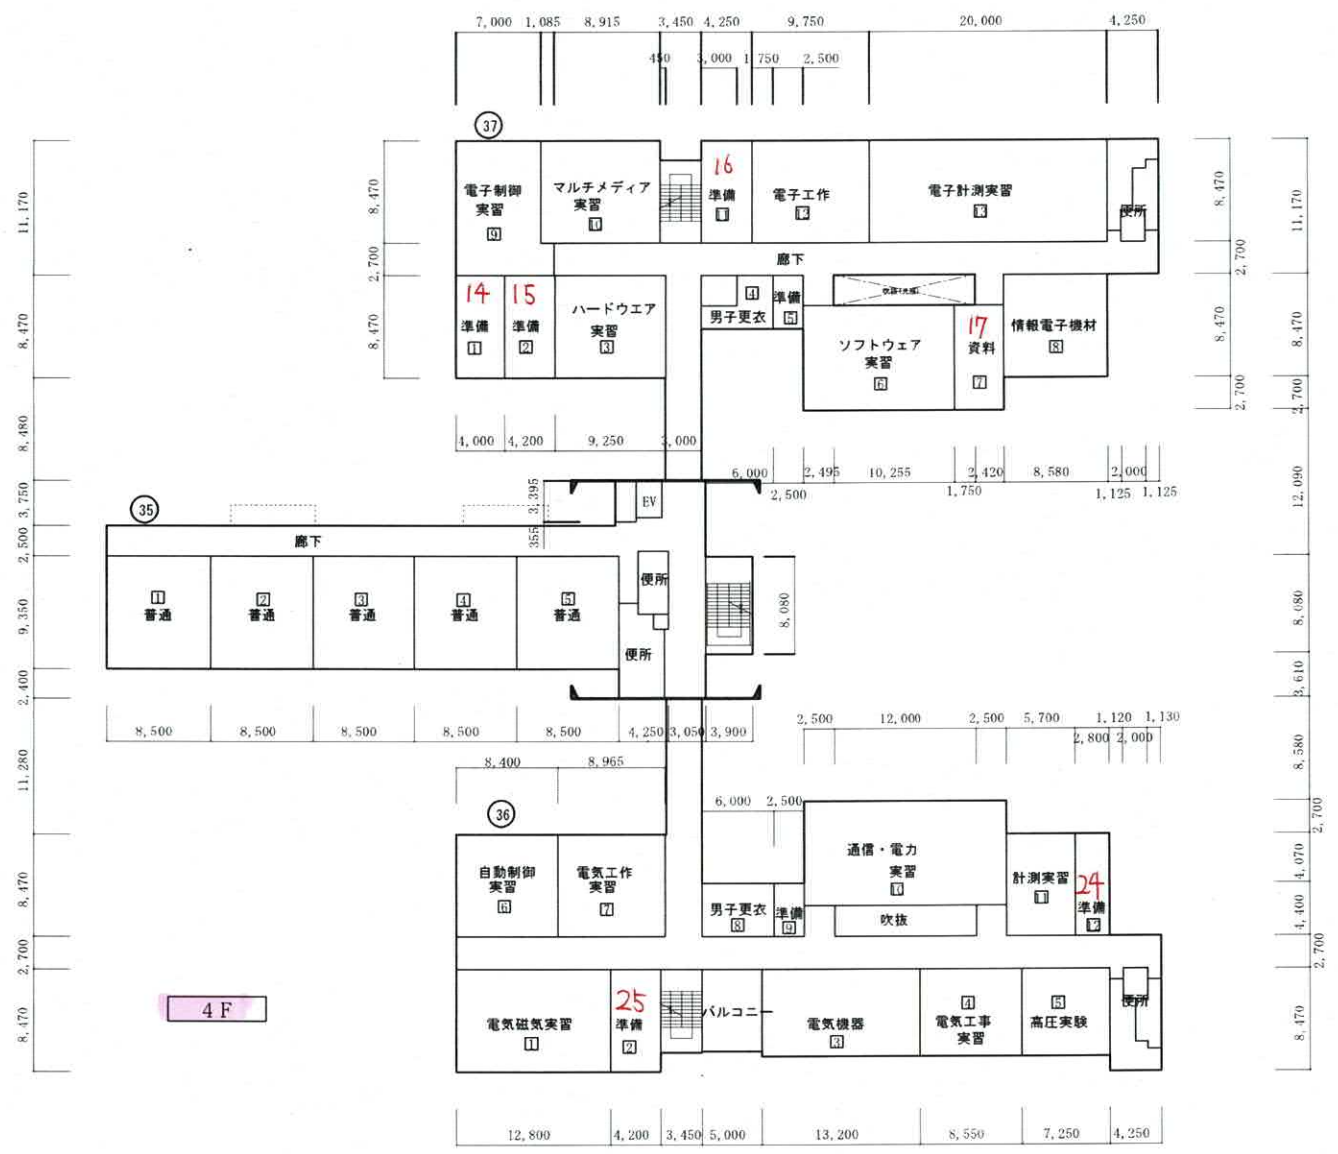 7,000 1,085 8,915 3,450 4,250 9,750 20,000 4,250
450 3,000 1,750 2,500
37
11,170
8,470
2,700
8,470
8,480
3,750
2,500
9,350
2,400
11,280
8,470
2,700
8,470
8,470
2,700
8,470
電子制御
実習
9
マルチメディア
実習
10
16
準備
11
電子工作
12
電子計測実習
13
便所
廊下
14
準備
1
15
準備
2
ハードウエア
実習
3
4
男子更衣
準備
5
吹抜(光庭)
ソフトウェア
実習
6
17
資料
7
情報電子機材
8
8,470
2,700
8,470
2,700
11,170
8,470
2,700
12,090
8,080
3,610
8,580
2,700
4,070
4,400
2,700
8,470
4,000 4,200 9,250 3,000
6,000 2,495 10,255 2,420 8,580 2,000
2,500 1,750 1,125 1,125
35
3,395
355
EV
廊下
1
普通
2
普通
3
普通
4
普通
5
普通
便所
便所
8,080
8,500 8,500 8,500 8,500 8,500 4,250 3,050 3,900
2,500 12,000 2,500 5,700 1,120 1,130
2,800 2,000
8,400 8,965
6,000 2,500
36
自動制御
実習
6
電気工作
実習
7
男子更衣
8
準備
9
通信・電力
実習
10
吹抜
計測実習
11
24
準備
12
4F
電気磁気実習
1
25
準備
2
バルコニー
電気機器
3
4
電気工事
実習
5
高圧実験
便所
12,800 4,200 3,450 5,000 13,200 8,550 7,250 4,250